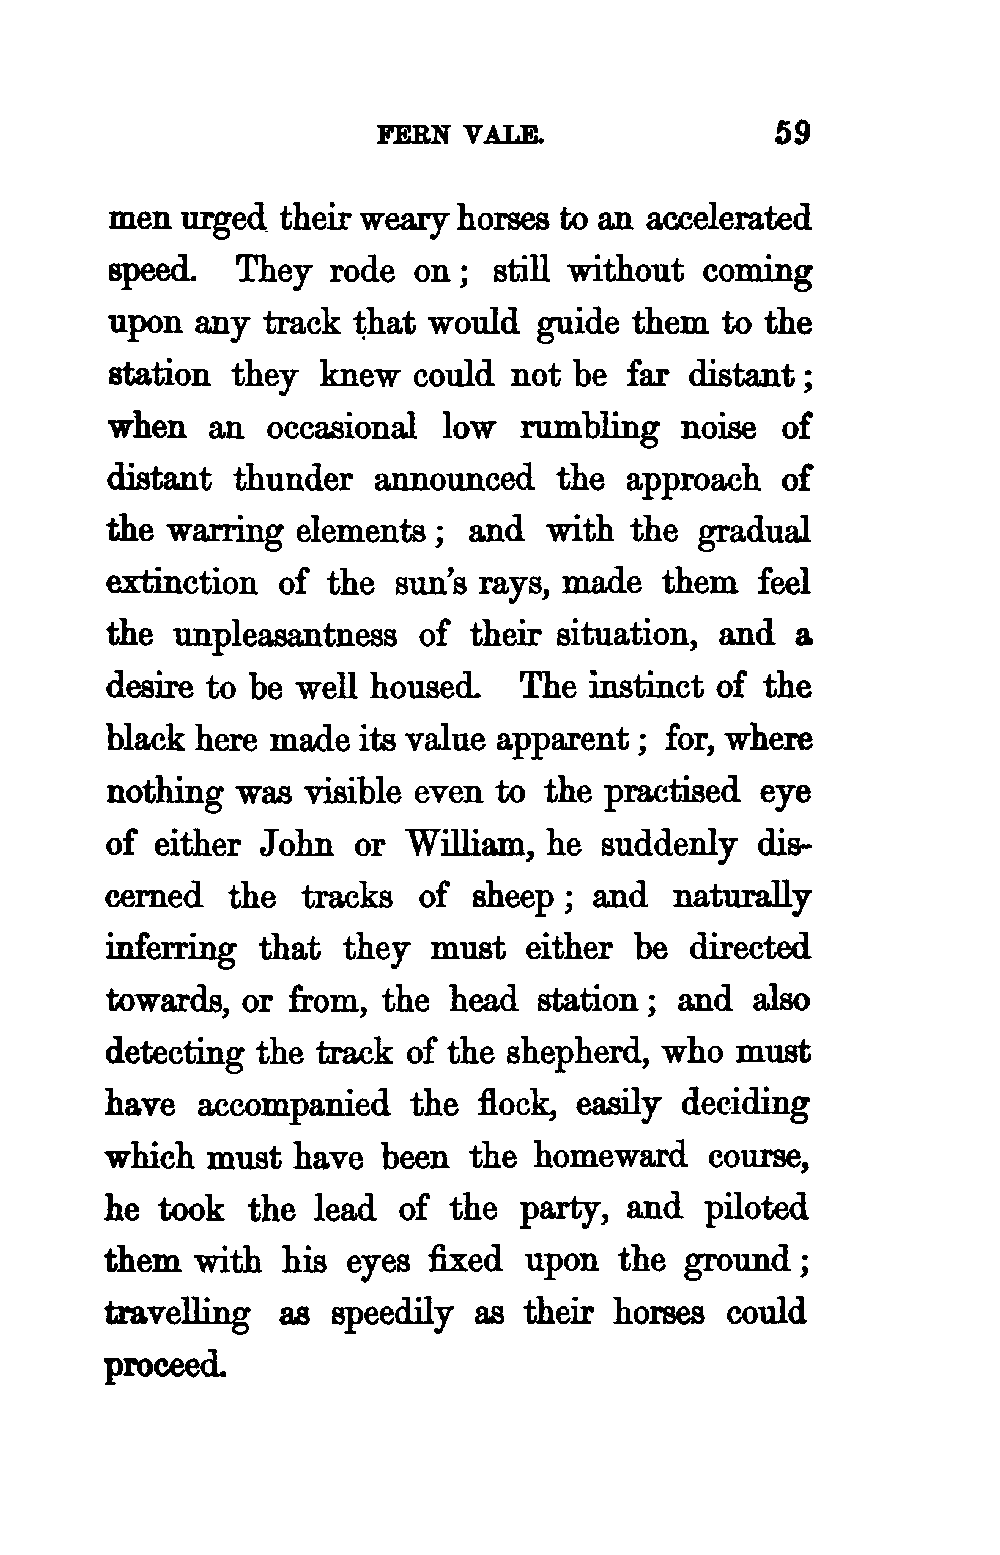 FERN VALE. 59
men urged their weary horses to an accelerated
speed. They rode on; still without coming
upon any track that would guide them to the
station they knew could not be far distant;
when an occasional low rumbling noise of
distant thunder announced the approach of
the warring elements; and with the gradual
extinction of the sun's rays, made them feel
the unpleasantness of their situation, and a
desire to be well housed. The instinct of the
black here made its value apparent; for, where
nothing was visible even to the practised eye
of either John or William, he suddenly dis-
cerned the tracks of sheep; and naturally
inferring that they must either be directed
towards, or from, the head station; and also
detecting the track of the shepherd, who must
have accompanied the flock, easily deciding
which must have been the homeward course,
he took the lead of the party, and piloted
them with his eyes fixed upon the ground;
travelling as speedily as their horses could
proceed.